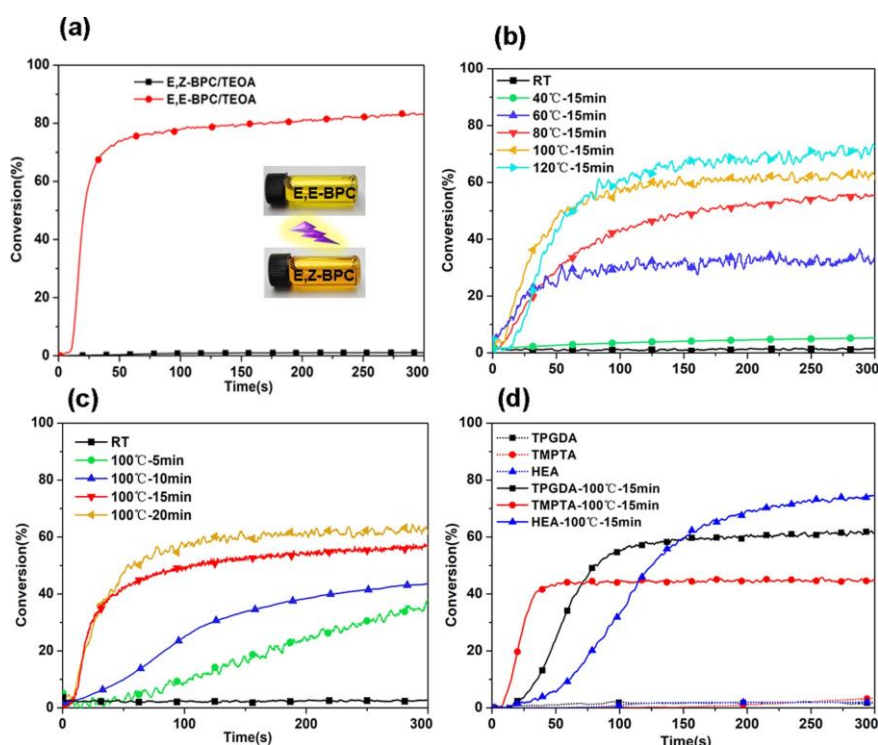 (a)
100
80
60
40
20
0
Conversion(%)
E,Z-BPC/TEOA
E,E-BPC/TEOA
E,E-BPC
E,Z-BPC
0 50 100 150 200 250 300
Time(s)
(b)
100
80
60
40
20
0
Conversion(%)
RT
40℃-15min
60℃-15min
80℃-15min
100℃-15min
120℃-15min
0 50 100 150 200 250 300
Time(s)
(c)
100
80
60
40
20
0
Conversion(%)
RT
100℃-5min
100℃-10min
100℃-15min
100℃-20min
0 50 100 150 200 250 300
Time(s)
(d)
100
80
60
40
20
0
Conversion(%)
TPGDA
TMPTA
HEA
TPGDA-100℃-15min
TMPTA-100℃-15min
HEA-100℃-15min
0 50 100 150 200 250 300
Time(s)